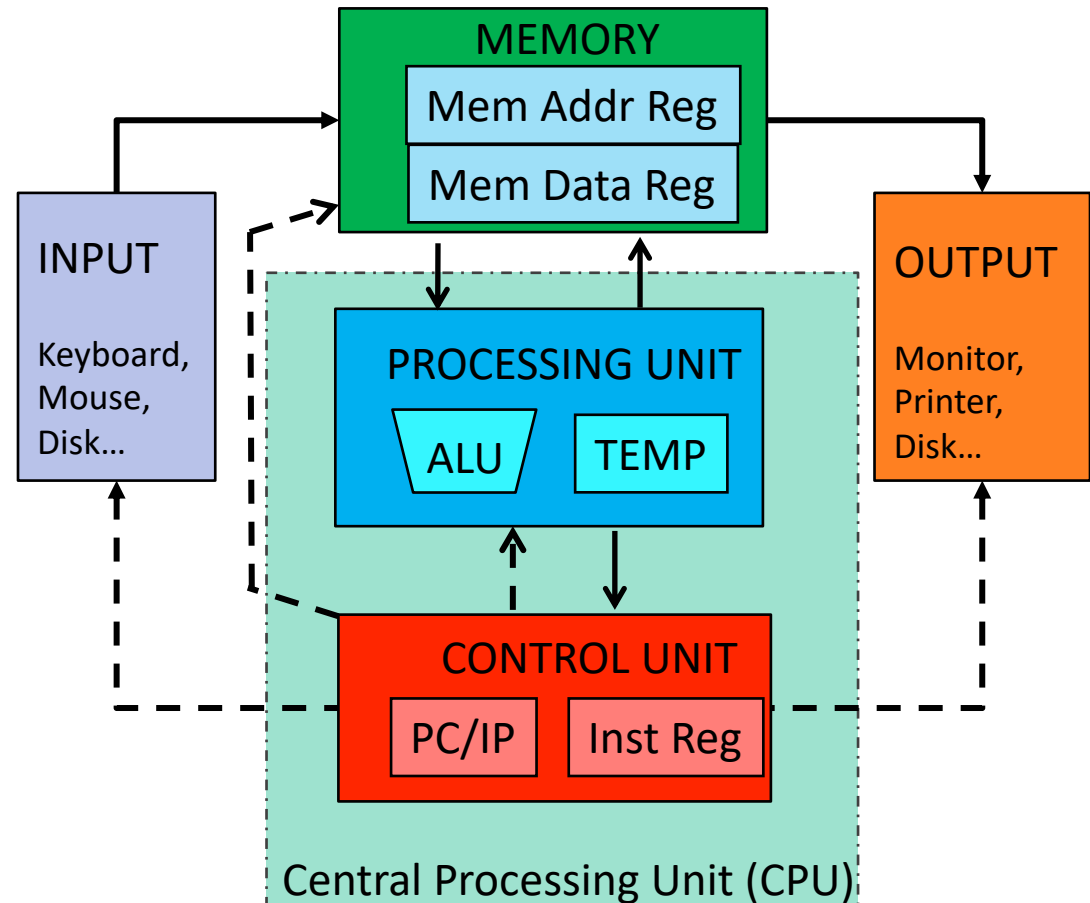 MEMORY
Mem Addr Reg
Mem Data Reg
INPUT
Keyboard,
Mouse,
Disk...
PROCESSING UNIT
ALU
TEMP
CONTROL UNIT
PC/IP
Inst Reg
Central Processing Unit (CPU)
OUTPUT
Monitor,
Printer,
Disk...